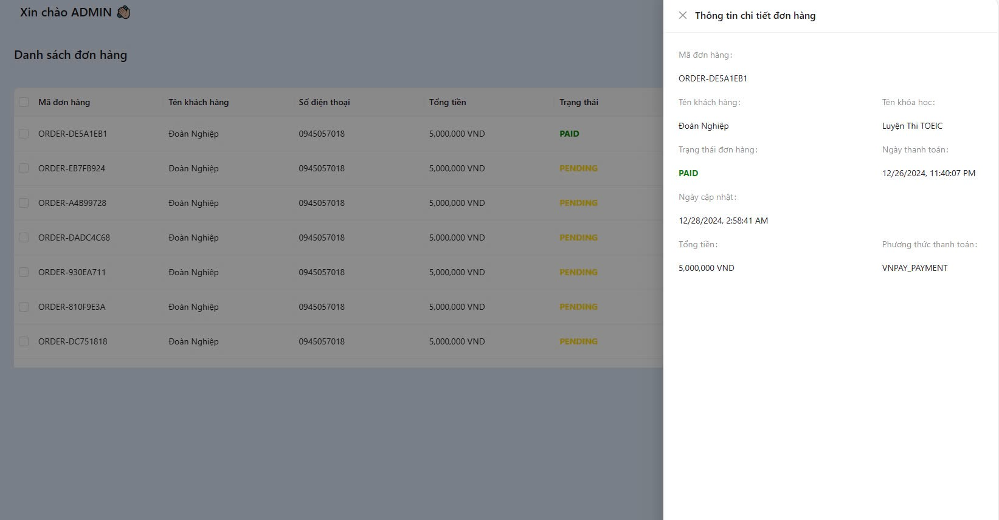 Xin chào ADMIN 👋🏽
Danh sách đơn hàng
Mã đơn hàng Tên khách hàng Số điện thoại Tổng tiền Trạng thái
ORDER-DE5A1EB1 Đoàn Nghiệp 0945057018 5,000,000 VND PAID
ORDER-EB7FB924 Đoàn Nghiệp 0945057018 5,000,000 VND PENDING
ORDER-A4B99728 Đoàn Nghiệp 0945057018 5,000,000 VND PENDING
ORDER-DADC4C68 Đoàn Nghiệp 0945057018 5,000,000 VND PENDING
ORDER-930EA711 Đoàn Nghiệp 0945057018 5,000,000 VND PENDING
ORDER-810F9E3A Đoàn Nghiệp 0945057018 5,000,000 VND PENDING
ORDER-DC751818 Đoàn Nghiệp 0945057018 5,000,000 VND PENDING
Thông tin chi tiết đơn hàng
Mã đơn hàng:
ORDER-DE5A1EB1
Tên khách hàng: Tên khóa học:
Đoàn Nghiệp Luyện Thi TOEIC
Trạng thái đơn hàng: Ngày thanh toán:
PAID 12/26/2024, 11:40:07 PM
Ngày cập nhật:
12/28/2024, 2:58:41 AM
Tổng tiền: Phương thức thanh toán:
5,000,000 VND VNPAY_PAYMENT